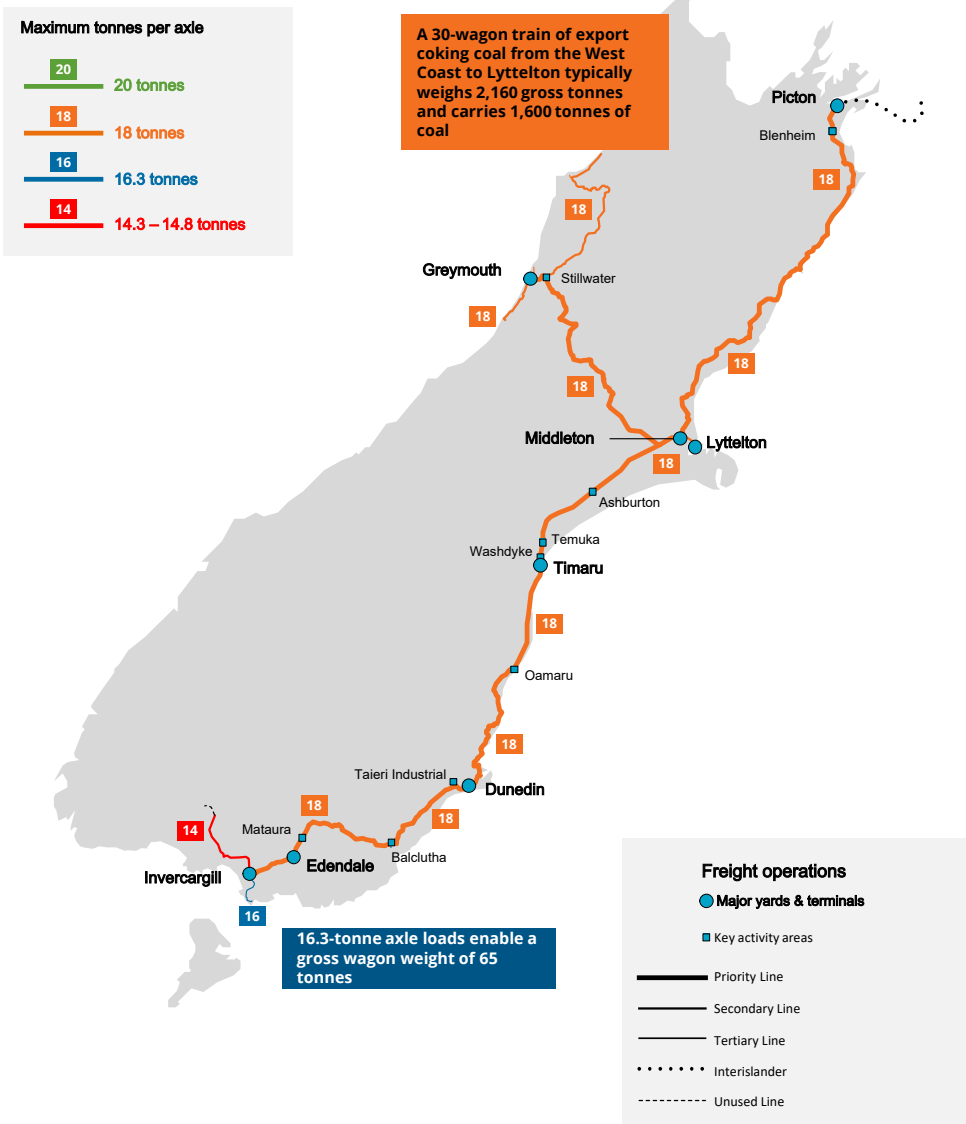 Maximum tonnes per axle
20
20 tonnes
18
18 tonnes
16
16.3 tonnes
14
14.3 – 14.8 tonnes
A 30-wagon train of export
coking coal from the West
Coast to Lyttelton typically
weighs 2,160 gross tonnes
and carries 1,600 tonnes of
coal
Picton
Blenheim
18
18
Greymouth
Stillwater
18
18
18
Middleton
Lyttelton
18
Ashburton
Temuka
Washdyke
Timaru
18
Oamaru
18
Taieri Industrial
Dunedin
18
18
14
Mataura
Balclutha
Edendale
Invercargill
16
16.3-tonne axle loads enable a
gross wagon weight of 65
tonnes
Freight operations
Major yards & terminals
Key activity areas
Priority Line
Secondary Line
Tertiary Line
Interislander
Unused Line